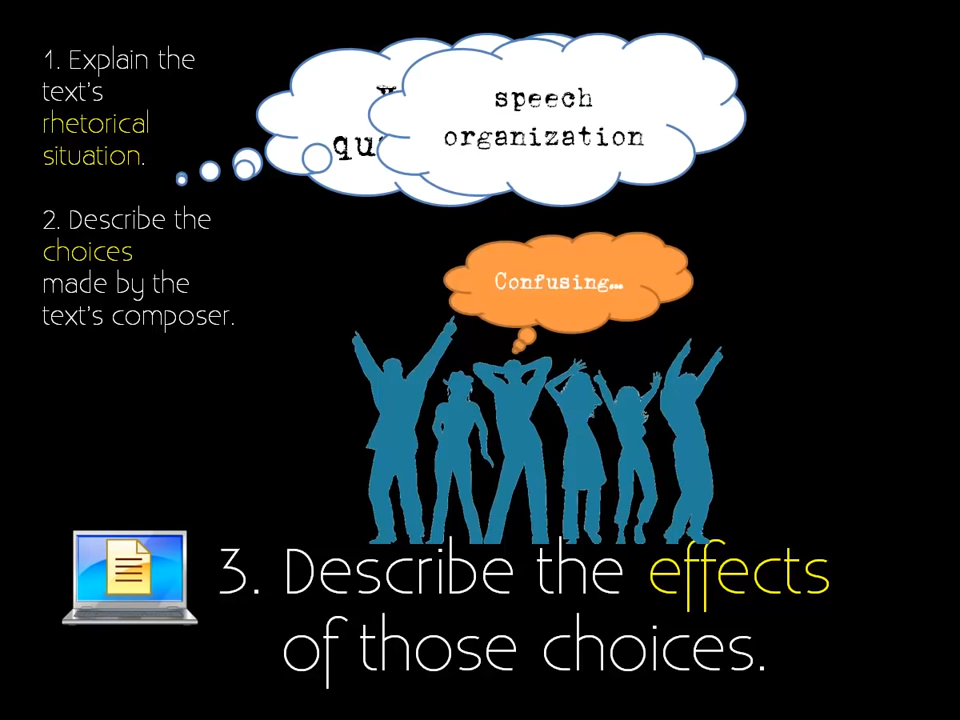 1. Explain the
text's
rhetorical
situation.
2. Describe the
choices
made by the
text's composer.
speech
organization
Confusing...
3. Describe the effects
of those choices.